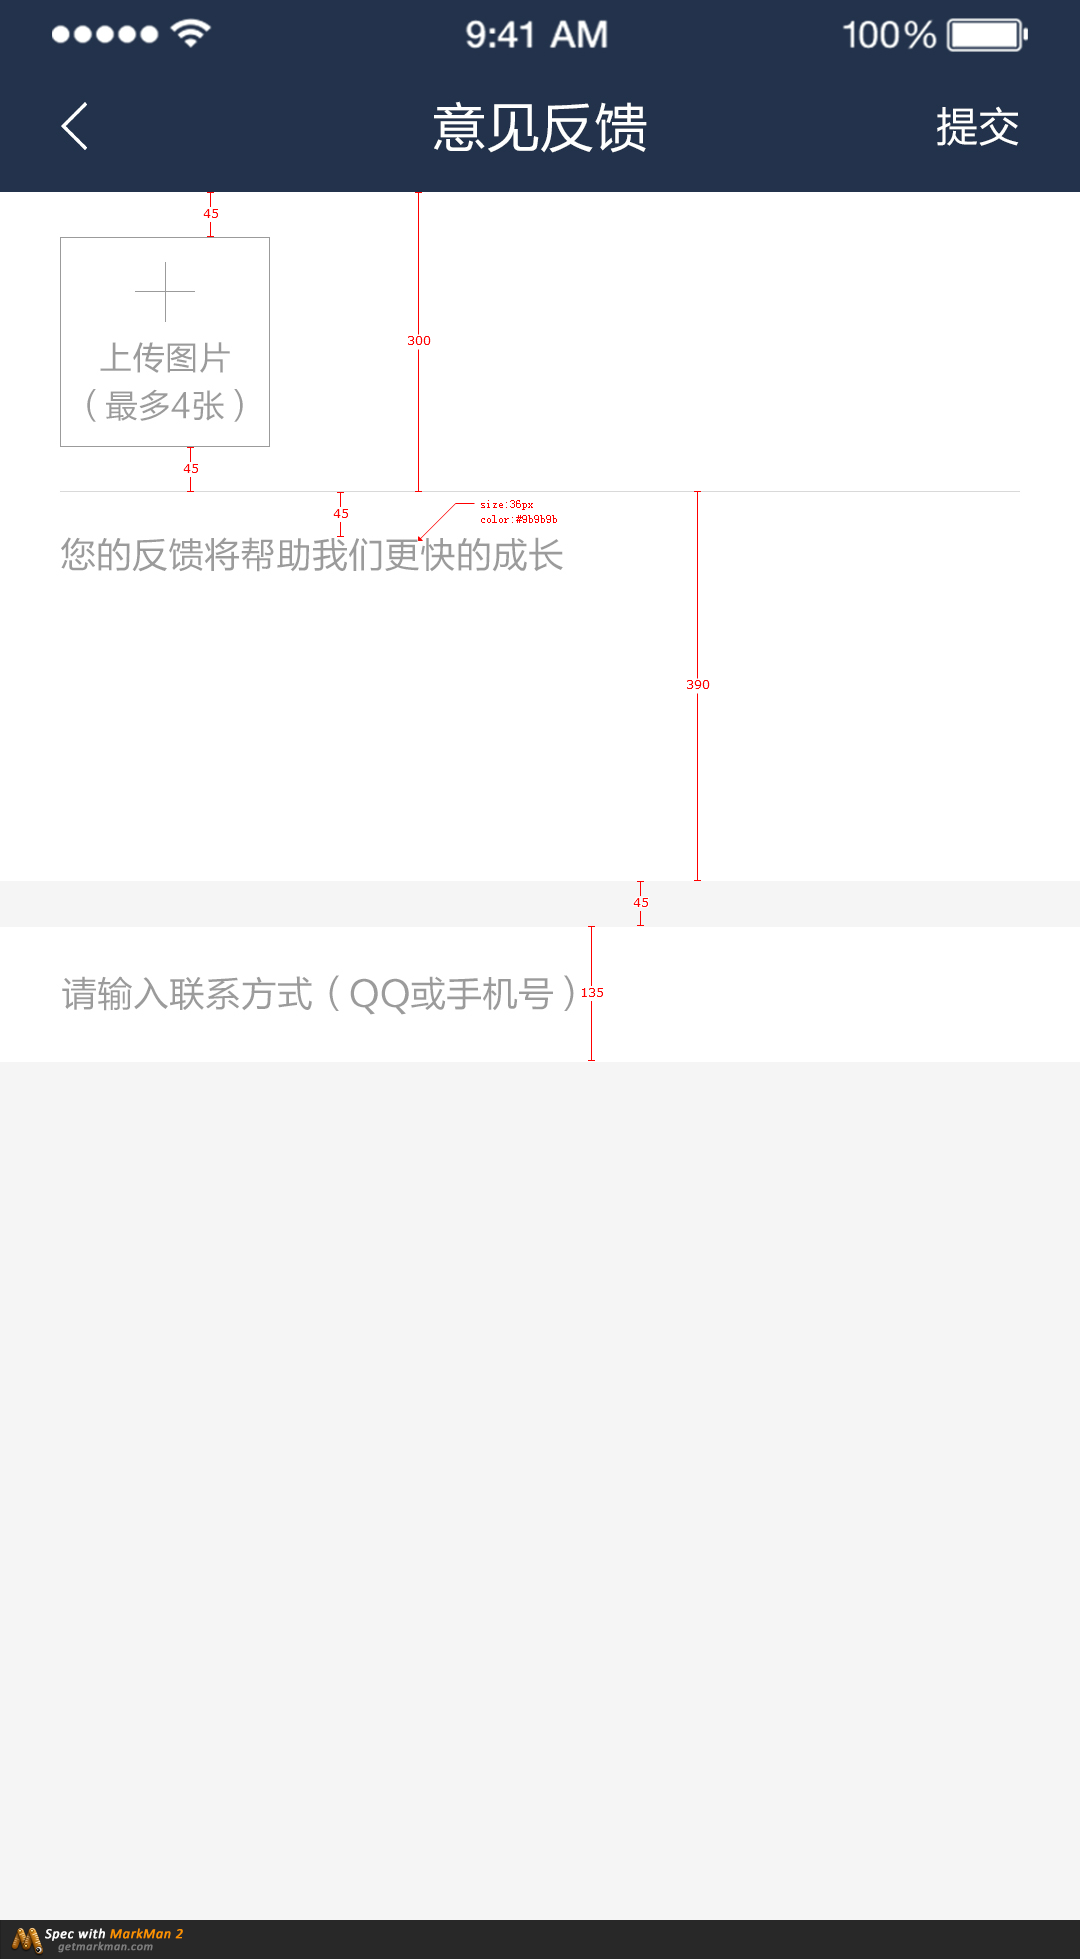 9:41 AM
100%
意见反馈
提交
45
300
上传图片
（最多4张）
45
45
size:36px
color:#9b9b9b
您的反馈将帮助我们更快的成长
390
45
请输入联系方式（QQ或手机号）
135
Spec with MarkMan 2
getmarkman.com